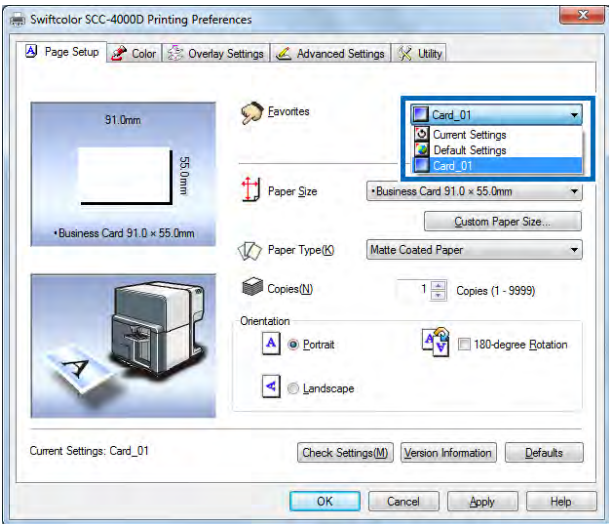 Swiftcolor SCC-4000D Printing Preferences
Page Setup Color Overlay Settings Advanced Settings Utility
91.0mm
55.0mm
•Business Card 91.0 × 55.0mm
Favorites
Card_01
Current Settings
Default Settings
Card_01
Paper Size
•Business Card 91.0 × 55.0mm
Custom Paper Size...
Paper Type(K)
Matte Coated Paper
Copies(N)
1 Copies (1 - 9999)
Orientation
A Portrait
180-degree Rotation
A Landscape
Current Settings: Card_01
Check Settings(M) Version Information Defaults
OK Cancel Apply Help